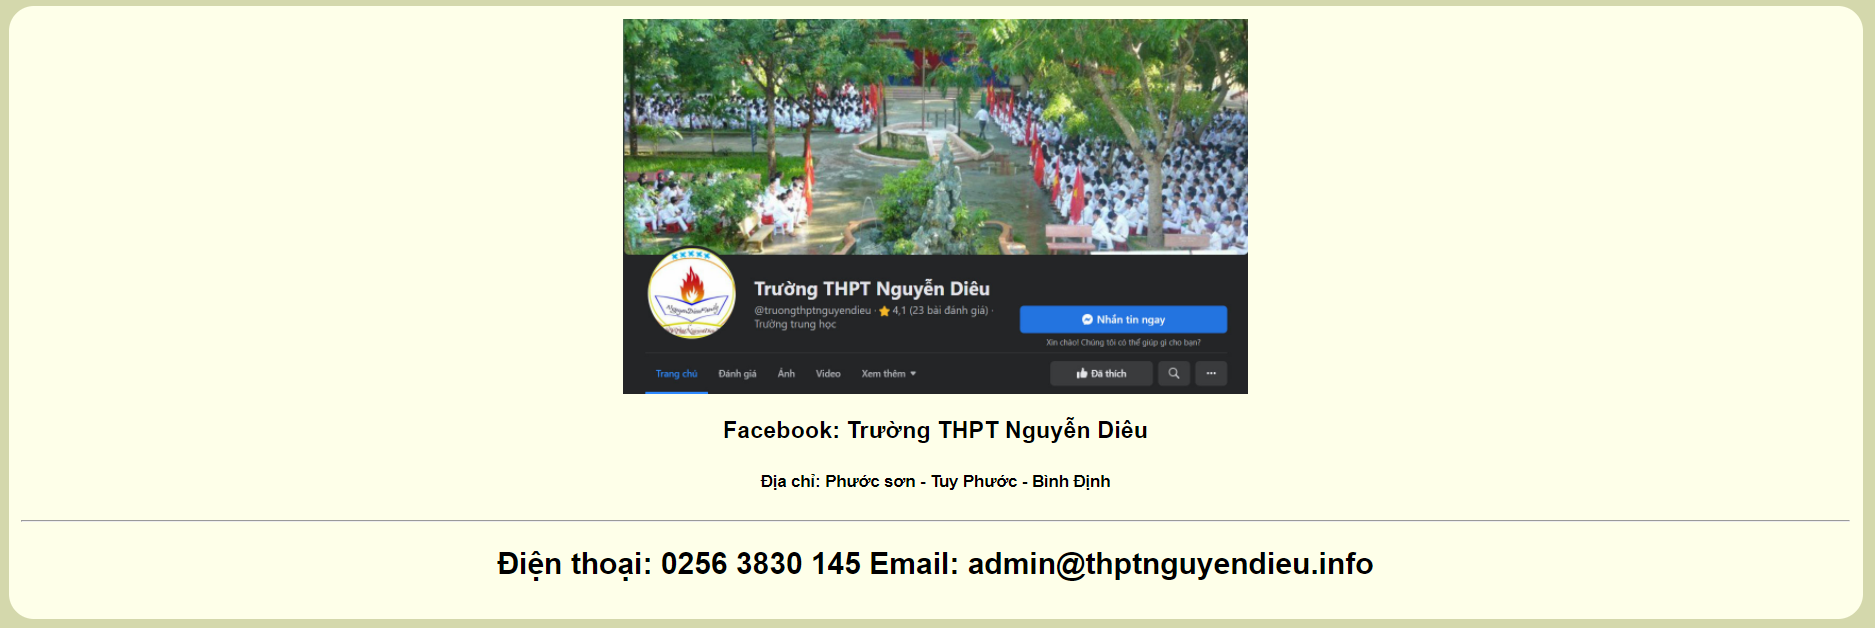 Trường THPT Nguyễn Diêu
@truongthptnguyendieu · 4,1 (23 bài đánh giá) ·
Trường trung học
Nhắn tin ngay
Xin chào! Chúng tôi có thể giúp gì cho bạn?
Trang chủ Đánh giá Ảnh Video Xem thêm Đã thích
Facebook: Trường THPT Nguyễn Diêu
Địa chỉ: Phước sơn - Tuy Phước - Bình Định
Điện thoại: 0256 3830 145 Email: admin@thptnguyendieu.info